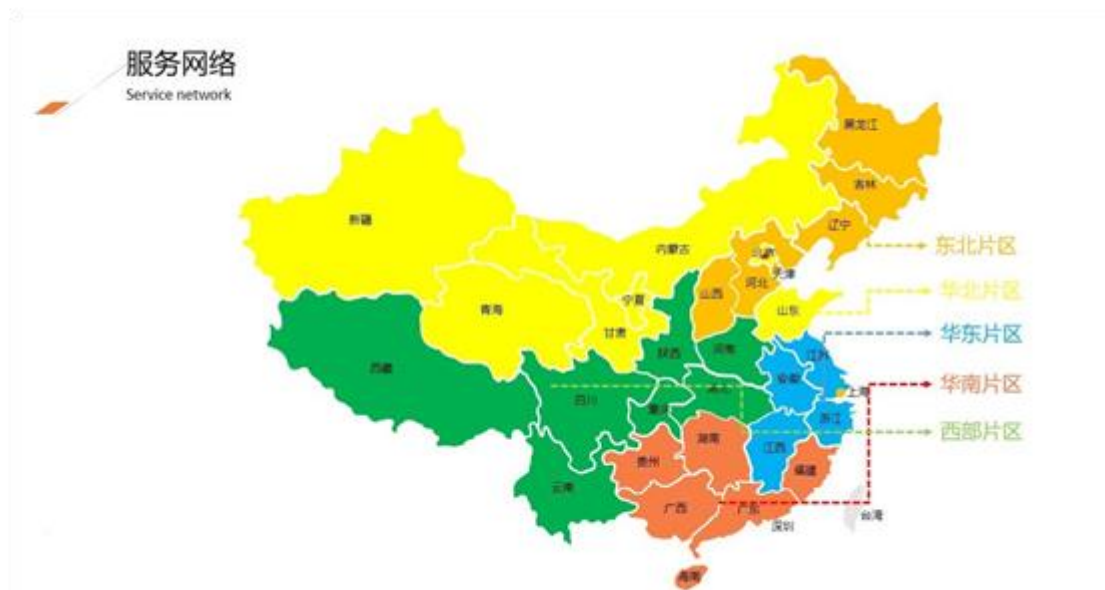 服务网络
Service network
黑龙江
吉林
辽宁
新疆
内蒙古
北京
天津
河北
山西
东北片区
宁夏
青海
山东
华北片区
甘肃
陕西
河南
江苏
华东片区
西藏
安徽
四川
上海
华南片区
重庆
湖北
浙江
湖南
江西
西部片区
贵州
福建
云南
广西
广东
台湾
深圳
海南